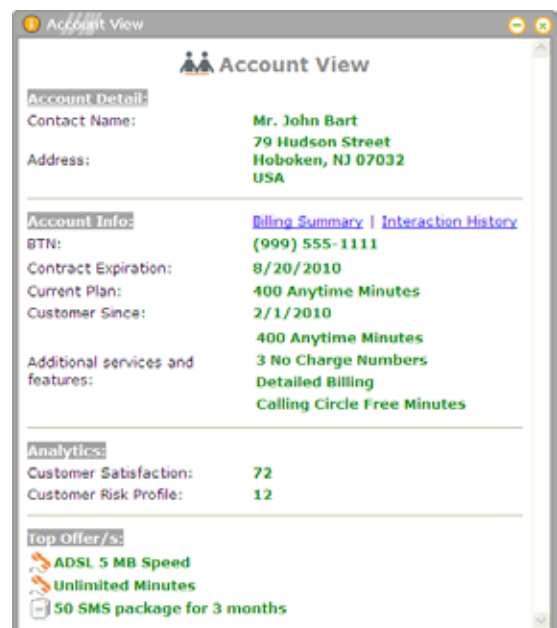 Account View
Account View
Account Detail:
Contact Name: Mr. John Bart
Address: 79 Hudson Street
Hoboken, NJ 07032
USA
Account Info: Billing Summary | Interaction History
BTN: (999) 555-1111
Contract Expiration: 8/20/2010
Current Plan: 400 Anytime Minutes
Customer Since: 2/1/2010
Additional services and features: 400 Anytime Minutes
3 No Charge Numbers
Detailed Billing
Calling Circle Free Minutes
Analytics:
Customer Satisfaction: 72
Customer Risk Profile: 12
Top Offer/s:
ADSL 5 MB Speed
Unlimited Minutes
50 SMS package for 3 months